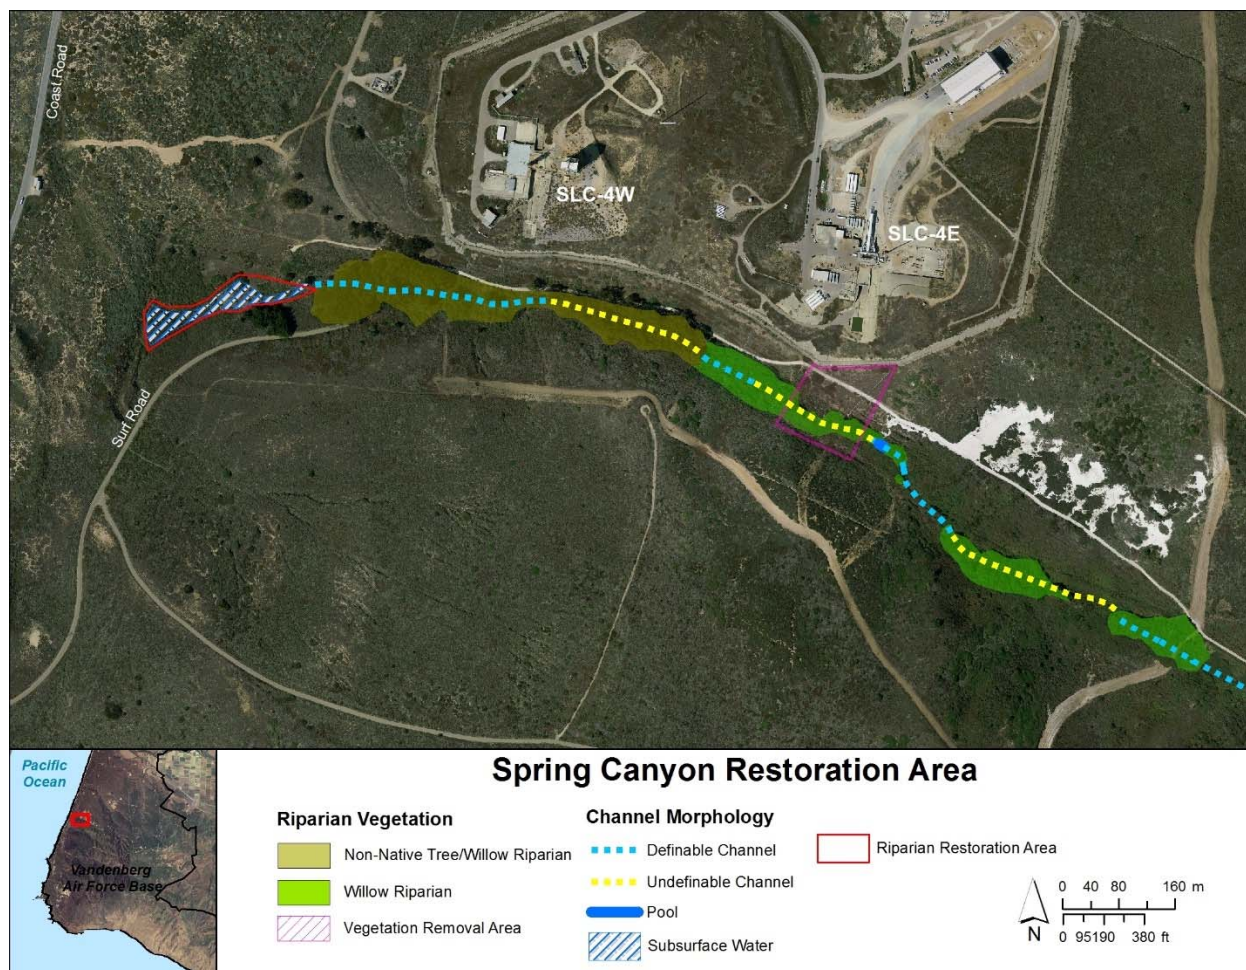 Coast Road
SLC-4W
SLC-4E
Surf Road
Pacific
Ocean
Vandenberg
Air Force Base
Spring Canyon Restoration Area
Riparian Vegetation
Non-Native Tree/Willow Riparian
Willow Riparian
Vegetation Removal Area
Channel Morphology
Definable Channel
Undefinable Channel
Pool
Subsurface Water
Riparian Restoration Area
N
0 40 80 160 m
0 95190 380 ft